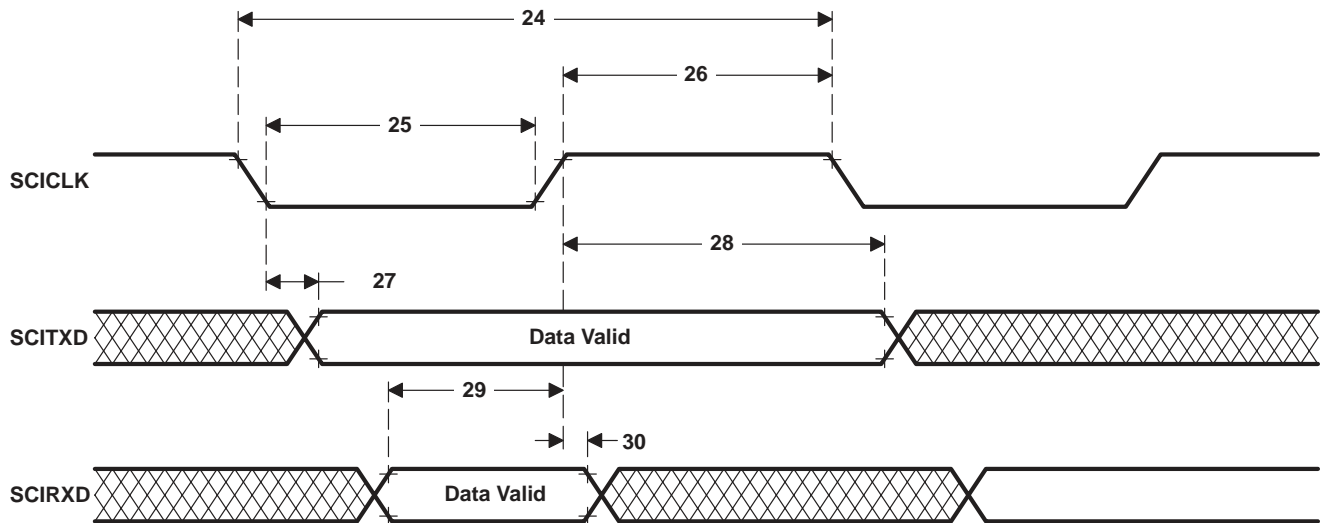 24
26
25
SCICLK
28
27
SCITXD
Data Valid
29
30
SCIRXD
Data Valid